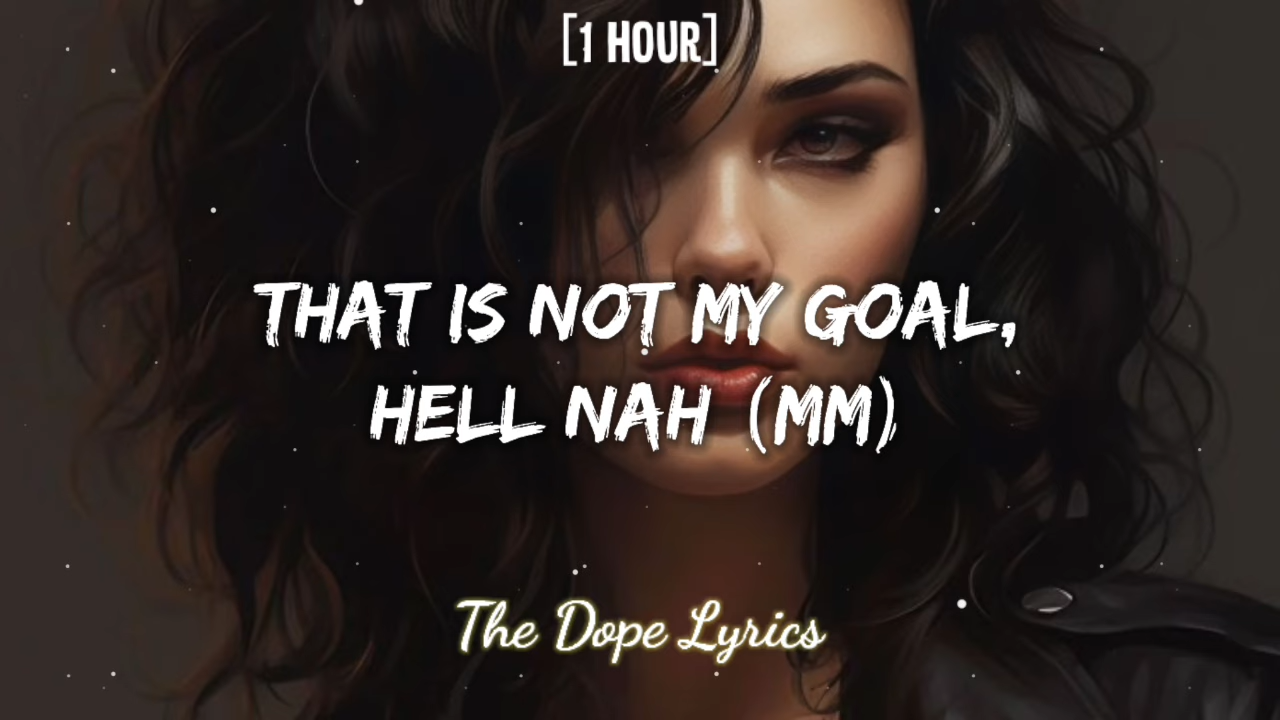 [1 HOUR]
THAT IS NOT MY GOAL,
HELL NAH (MM)
The Dope Lyrics